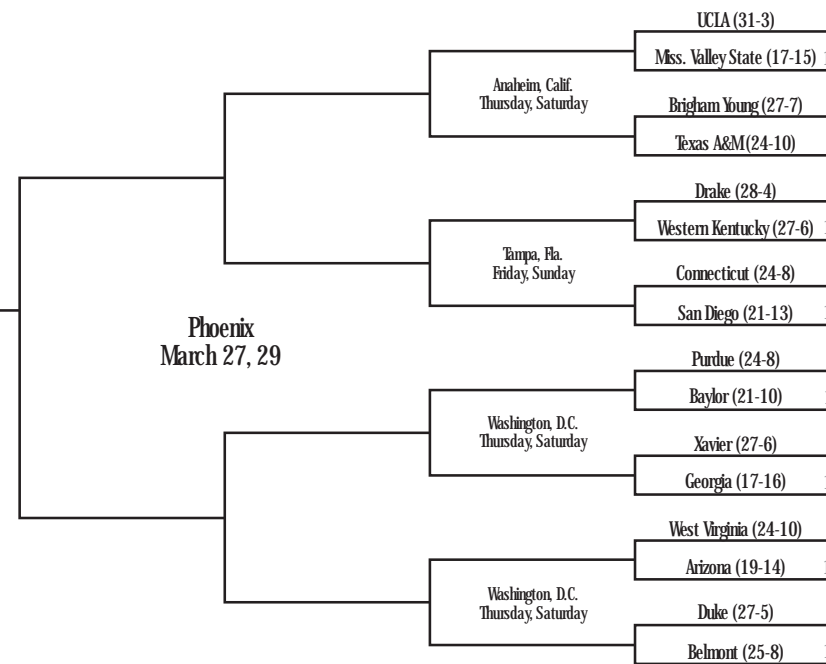 UCLA (31-3)
Miss. Valley State (17-15)
Anaheim, Calif.
Thursday, Saturday
Brigham Young (27-7)
Texas A&M (24-10)
Drake (28-4)
Western Kentucky (27-6)
Tampa, Fla.
Friday, Sunday
Connecticut (24-8)
San Diego (21-13)
Phoenix
March 27, 29
Purdue (24-8)
Baylor (21-10)
Washington, D.C.
Thursday, Saturday
Xavier (27-6)
Georgia (17-16)
West Virginia (24-10)
Arizona (19-14)
Washington, D.C.
Thursday, Saturday
Duke (27-5)
Belmont (25-8)